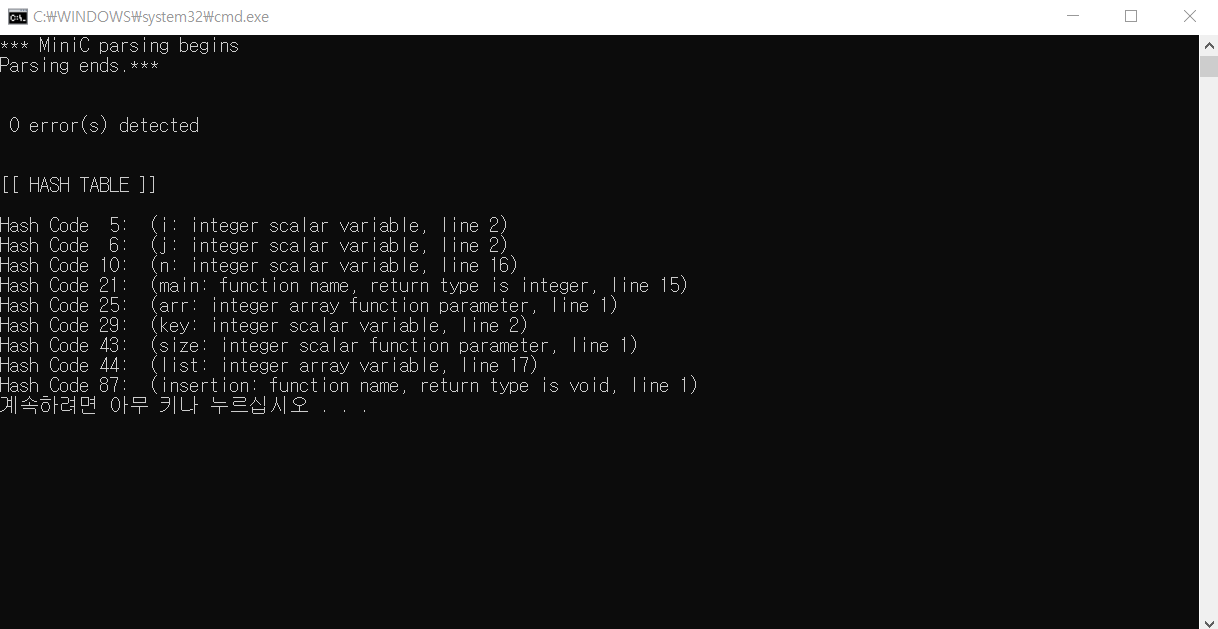 C:₩WINDOWS₩system32₩cmd.exe
*** MiniC parsing begins
Parsing ends.***
0 error(s) detected
[[ HASH TABLE ]]
Hash Code  5:  (i: integer scalar variable, line 2)
Hash Code  6:  (j: integer scalar variable, line 2)
Hash Code 10:  (n: integer scalar variable, line 16)
Hash Code 21:  (main: function name, return type is integer, line 15)
Hash Code 25:  (arr: integer array function parameter, line 1)
Hash Code 29:  (key: integer scalar variable, line 2)
Hash Code 43:  (size: integer scalar function parameter, line 1)
Hash Code 44:  (list: integer array variable, line 17)
Hash Code 87:  (insertion: function name, return type is void, line 1)
계속하려면 아무 키나 누르십시오 . . .